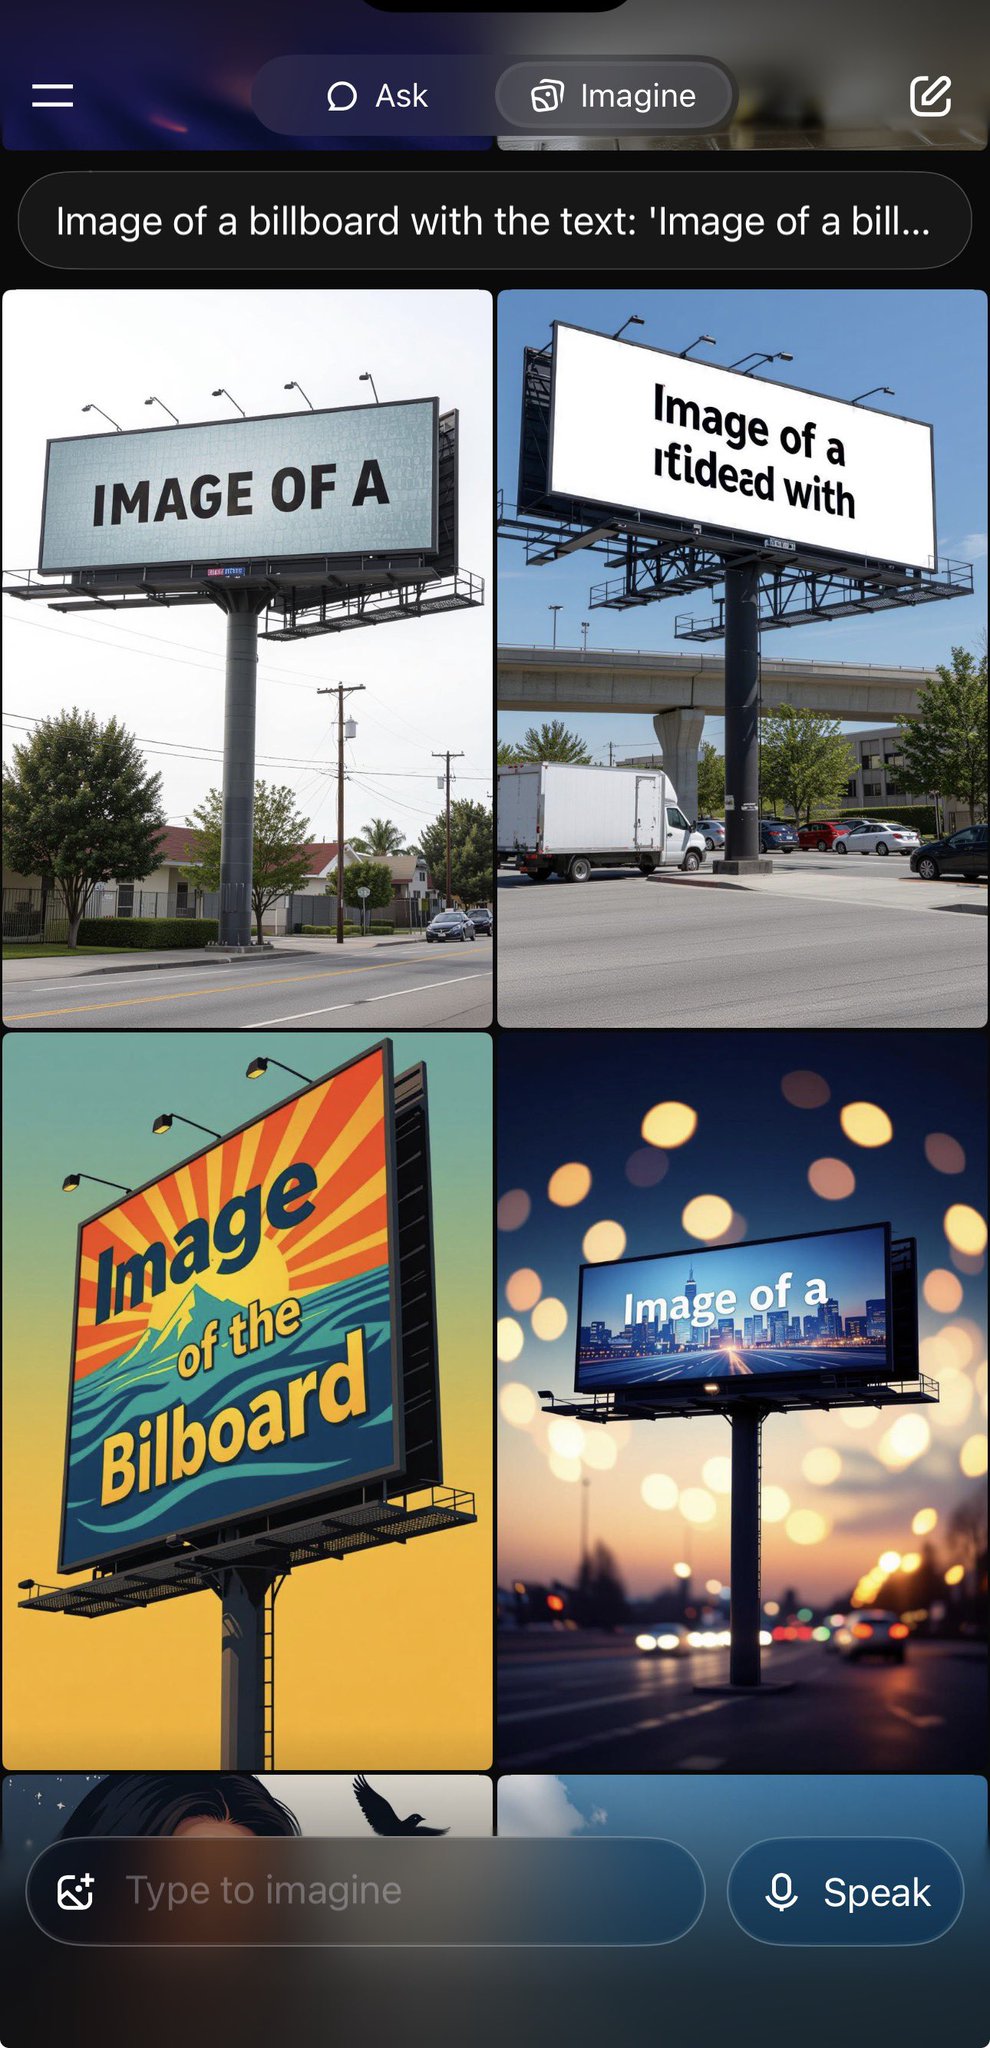 Ask
Imagine
Image of a billboard with the text: 'Image of a bill...
IMAGE OF A
Image of a
with
Image
of the
Bilboard
Image of a
Type to imagine
Speak